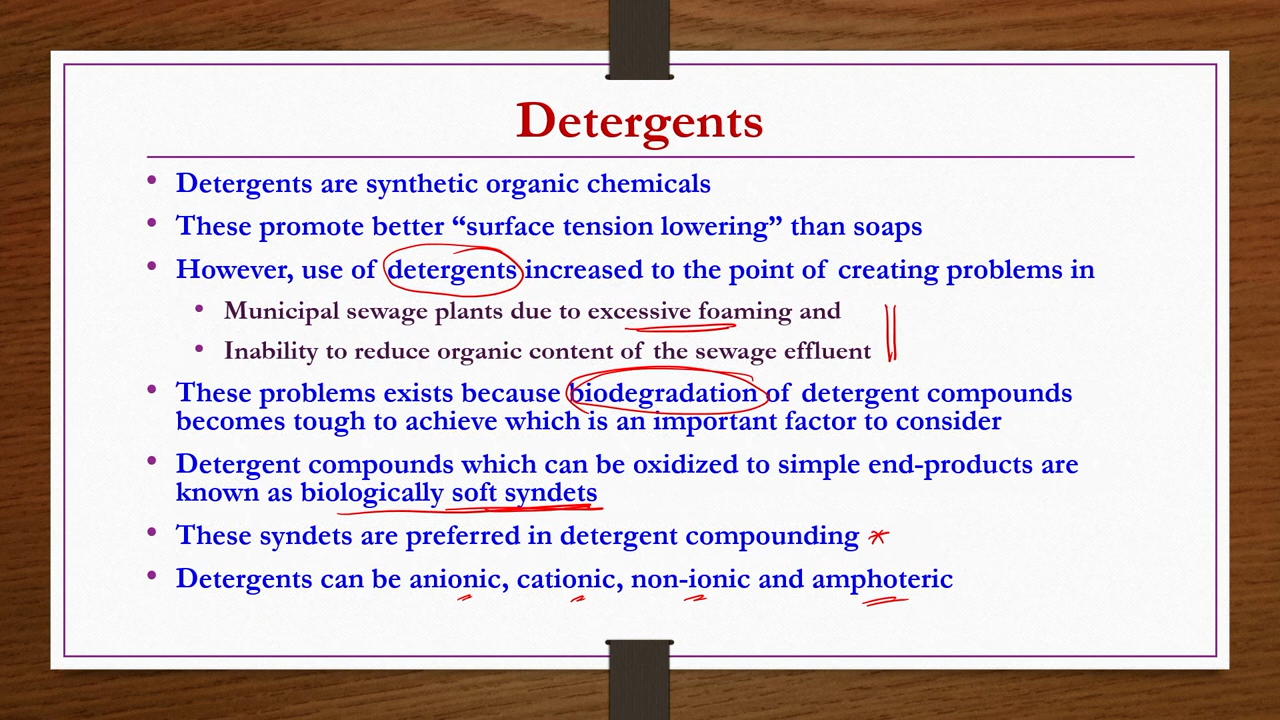 Detergents
• Detergents are synthetic organic chemicals
• These promote better “surface tension lowering” than soaps
• However, use of detergents increased to the point of creating problems in
• Municipal sewage plants due to excessive foaming and
• Inability to reduce organic content of the sewage effluent
• These problems exists because biodegradation of detergent compounds
becomes tough to achieve which is an important factor to consider
• Detergent compounds which can be oxidized to simple end-products are
known as biologically soft syndets
• These syndets are preferred in detergent compounding *
• Detergents can be anionic, cationic, non-ionic and amphoteric